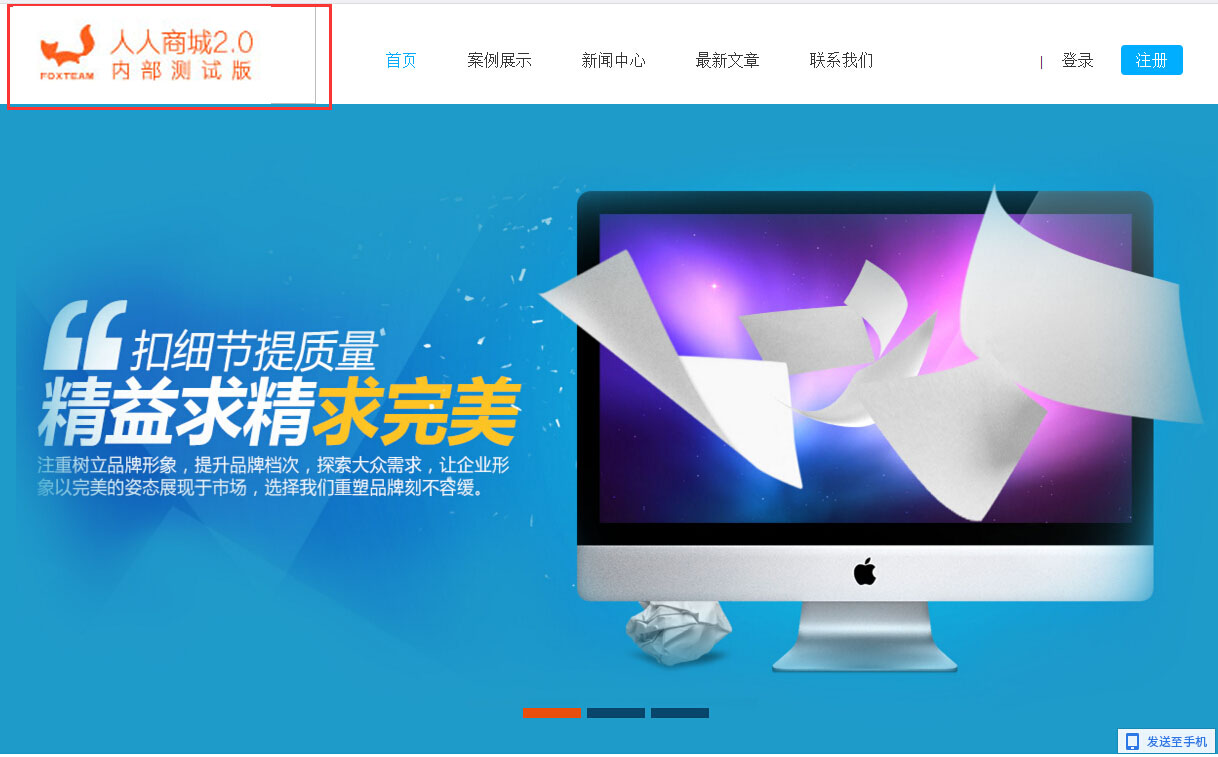 人人商城2.0
FOXTEAM 内部测试版
首页 案例展示 新闻中心 最新文章 联系我们 | 登录 注册
扣细节提质量
精益求精求完美
注重树立品牌形象，提升品牌档次，探索大众需求，让企业形
象以完美的姿态展现于市场，选择我们重塑品牌刻不容缓。
发送至手机